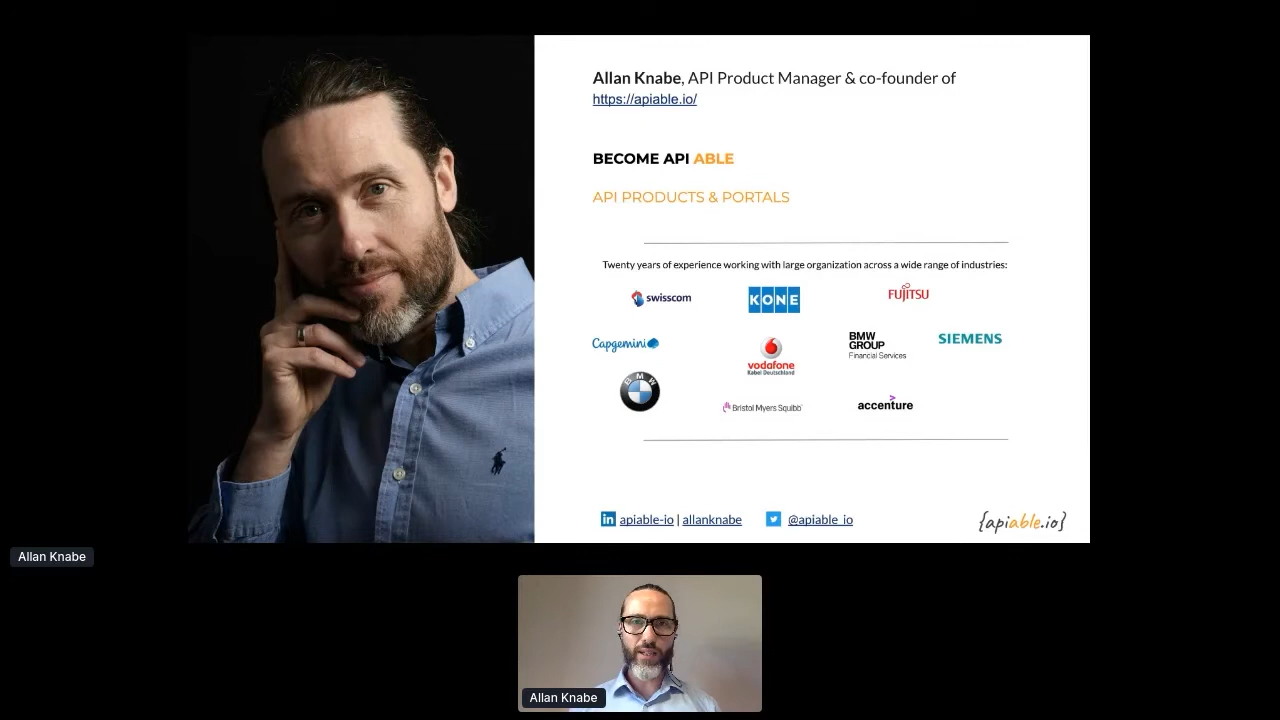 Allan Knabe, API Product Manager & co-founder of
https://apiable.io/
BECOME API ABLE
API PRODUCTS & PORTALS
Twenty years of experience working with large organization across a wide range of industries:
swisscom
KONE
FUJITSU
Capgemini
vodafone
Kabel Deutschland
BMW
GROUP
Financial Services
SIEMENS
BMW
Bristol Myers Squibb
accenture
in apiable-io | allanknabe @apiable_io
{apiable.io}
Allan Knabe
Allan Knabe